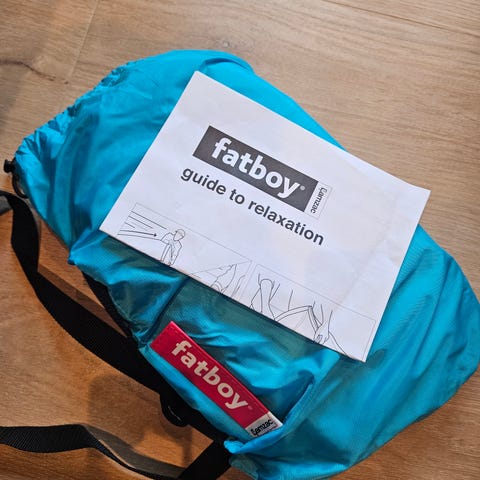 fatboy®
Lamzac
guide to relaxation
fatboy®
Lamzac